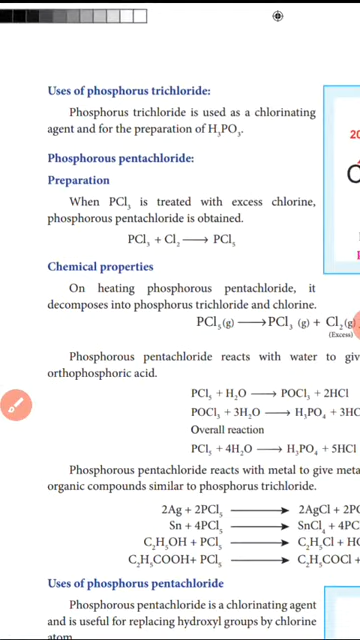 Uses of phosphorus trichloride:
Phosphorus trichloride is used as a chlorinating
agent and for the preparation of H₃PO₃.
Phosphorous pentachloride:
Preparation
When PCl₃ is treated with excess chlorine,
phosphorous pentachloride is obtained.
PCl₃ + Cl₂ ⟶ PCl₅
Chemical properties
On heating phosphorous pentachloride, it
decomposes into phosphorus trichloride and chlorine.
PCl₅(g) ⟶ PCl₃ (g) + Cl₂(g)
(Excess)
Phosphorous pentachloride reacts with water to giv
orthophosphoric acid.
PCl₅ + H₂O ⟶ POCl₃ + 2HCl
POCl₃ + 3H₂O ⟶ H₃PO₄ + 3HC
Overall reaction
PCl₅ + 4H₂O ⟶ H₃PO₄ + 5HCl
Phosphorous pentachloride reacts with metal to give meta
organic compounds similar to phosphorus trichloride.
2Ag + 2PCl₅ ⟶ 2AgCl + 2PC
Sn + 4PCl₅ ⟶ SnCl₄ + 4PC
C₂H₅OH + PCl₅ ⟶ C₂H₅Cl + HC
C₂H₅COOH+ PCl₅ ⟶ C₂H₅COCl +
Uses of phosphorus pentachloride
Phosphorous pentachloride is a chlorinating agent
and is useful for replacing hydroxyl groups by chlorine
atom.
20